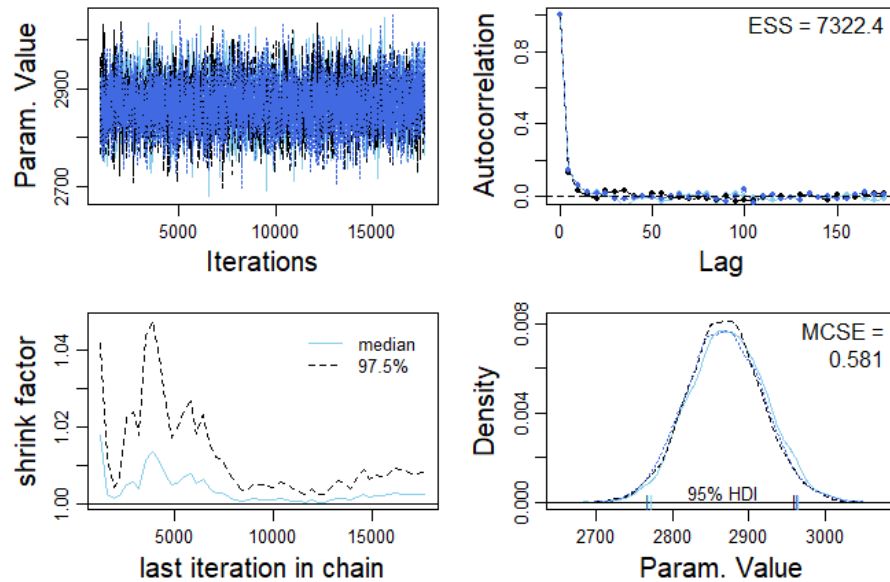 Param. Value
2900
2700
5000 10000 15000
Iterations
Autocorrelation
0.8
0.4
0.0
ESS = 7322.4
0 50 100 150
Lag
shrink factor
1.04
1.02
1.00
median
97.5%
5000 10000 15000
last iteration in chain
Density
0.008
0.004
0.000
MCSE =
0.581
95% HDI
2700 2800 2900 3000
Param. Value